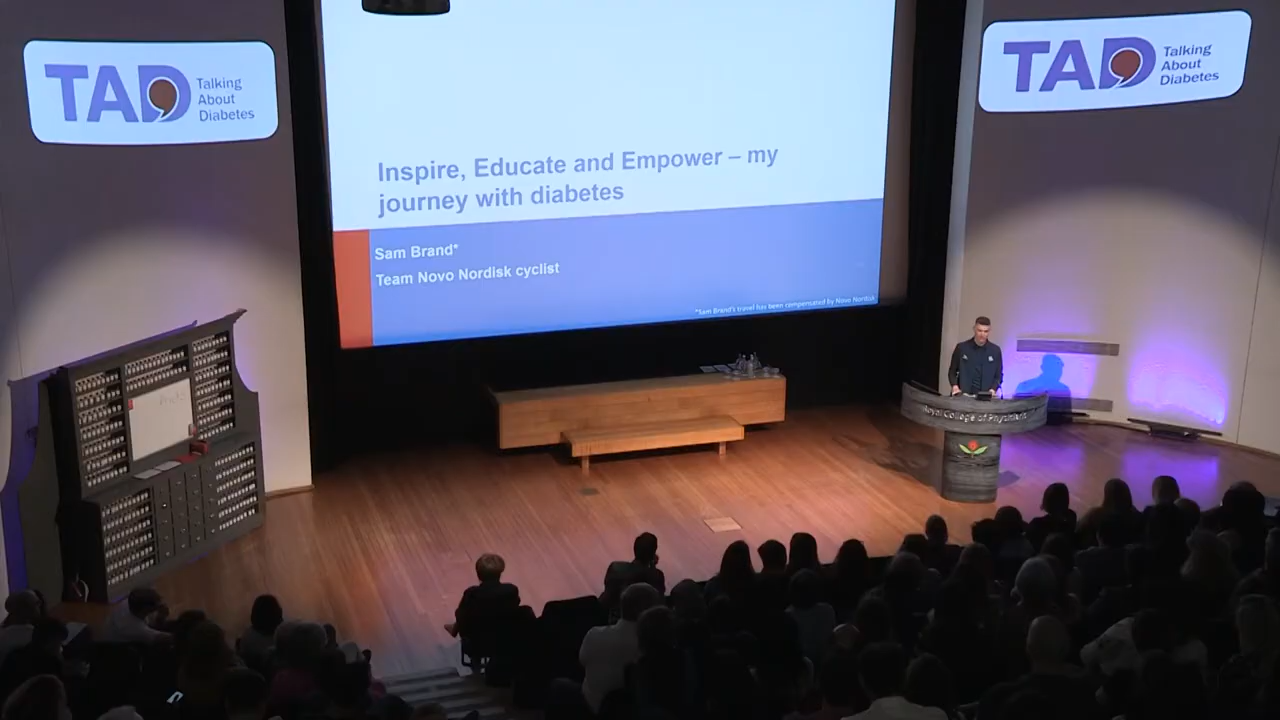 TAD
Talking
About
Diabetes
Inspire, Educate and Empower – my
journey with diabetes
Sam Brand*
Team Novo Nordisk cyclist
*Sam Brand's travel has been compensated by Novo Nordisk
TAD
Talking
About
Diabetes
Royal College of Physicians